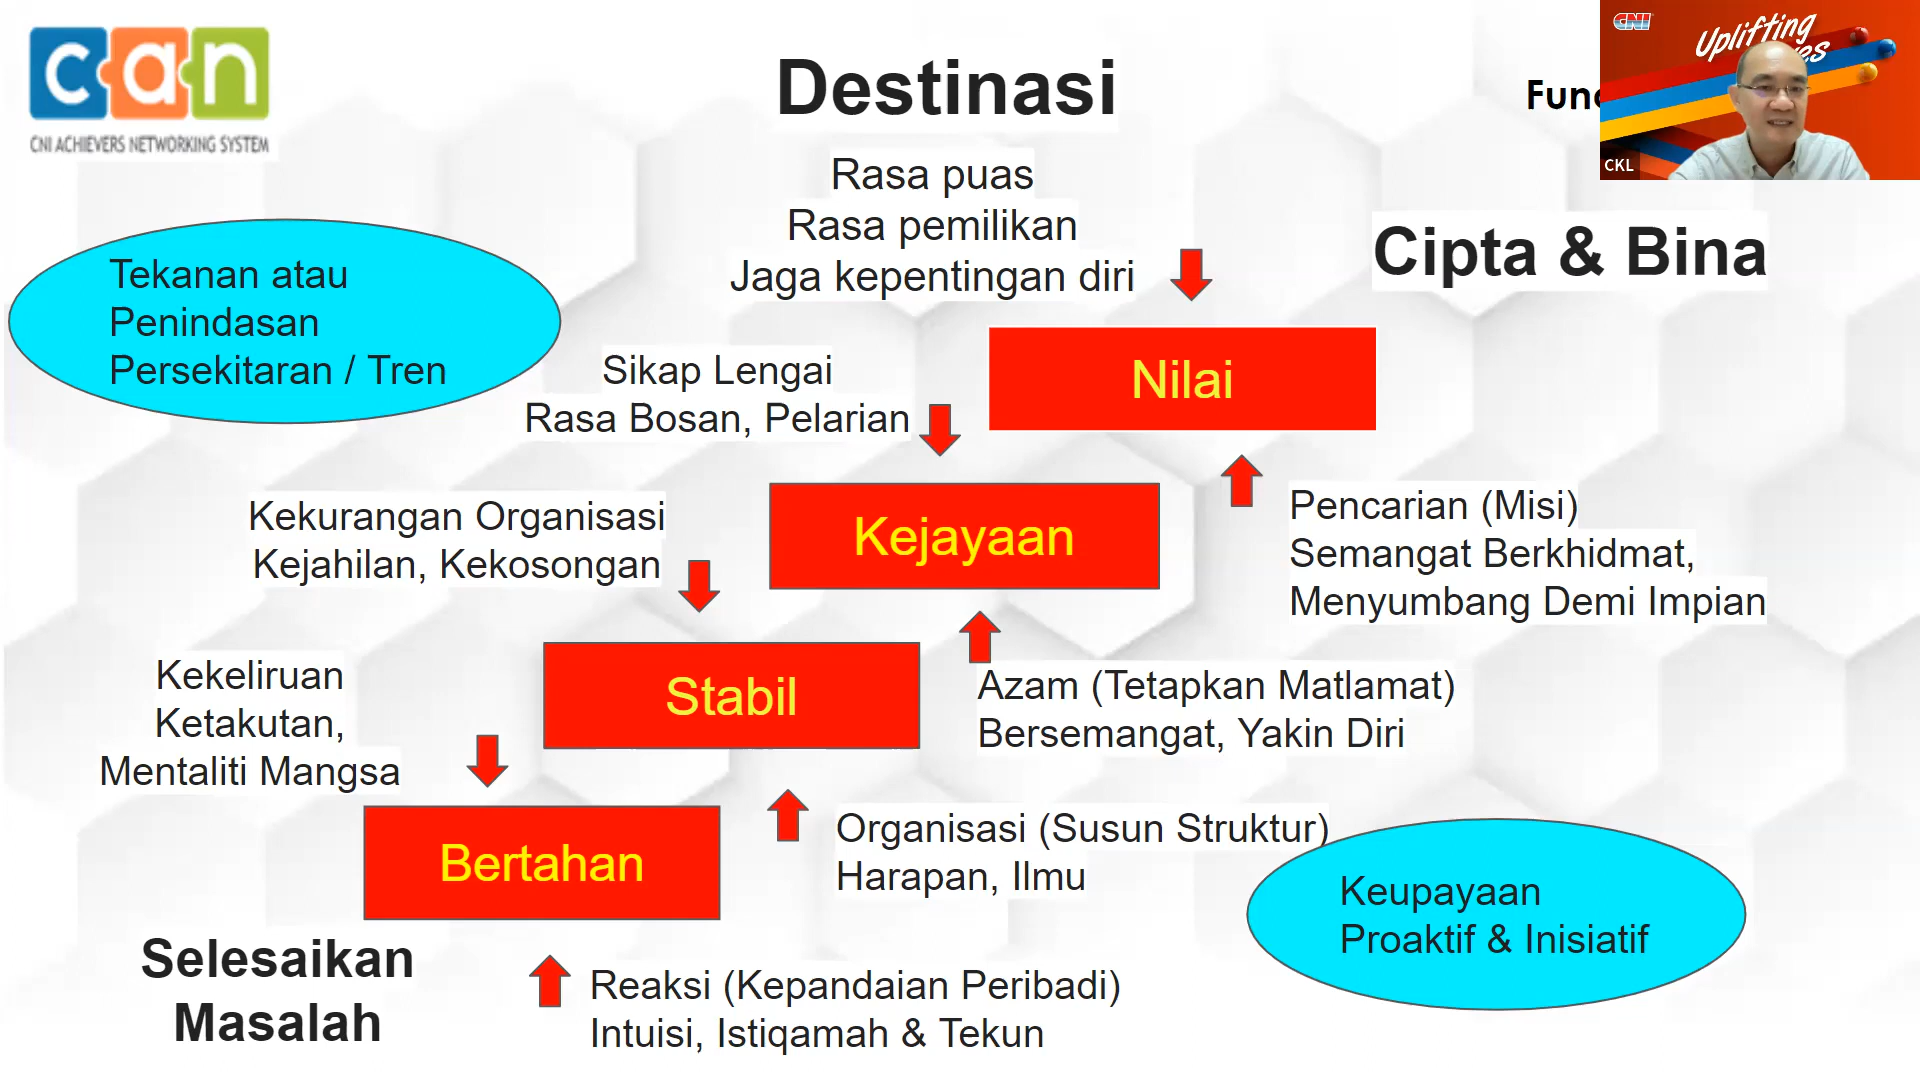 can
CNI ACHIEVERS NETWORKING SYSTEM
Destinasi
CNI
Uplifting
CKL
Rasa puas
Rasa pemilikan
Jaga kepentingan diri
Cipta & Bina
Tekanan atau
Penindasan
Persekitaran / Tren
Nilai
Sikap Lengai
Rasa Bosan, Pelarian
Kejayaan
Pencarian (Misi)
Semangat Berkhidmat,
Menyumbang Demi Impian
Kekurangan Organisasi
Kejahilan, Kekosongan
Stabil
Azam (Tetapkan Matlamat)
Bersemangat, Yakin Diri
Kekeliruan
Ketakutan,
Mentaliti Mangsa
Bertahan
Organisasi (Susun Struktur)
Harapan, Ilmu
Keupayaan
Proaktif & Inisiatif
Selesaikan
Masalah
Reaksi (Kepandaian Peribadi)
Intuisi, Istiqamah & Tekun